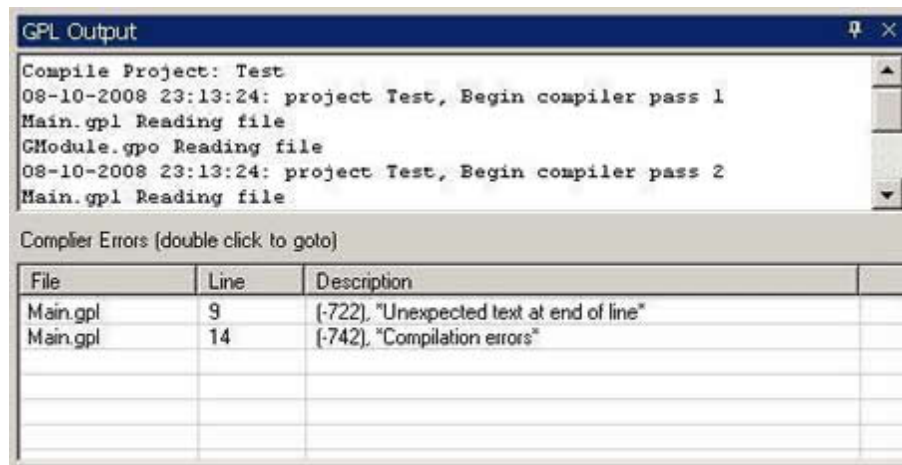 GPL Output
Compile Project: Test
08-10-2008 23:13:24: project Test, Begin compiler pass 1
Main.gpl Reading file
GModule.gpo Reading file
08-10-2008 23:13:24: project Test, Begin compiler pass 2
Main.gpl Reading file
Complier Errors (double click to goto)
File Line Description
Main.gpl 9 (-722), "Unexpected text at end of line"
Main.gpl 14 (-742), "Compilation errors"